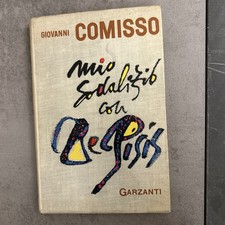 GIOVANNI COMISSO
mio
sodalizio
con
De Pisis
GARZANTI